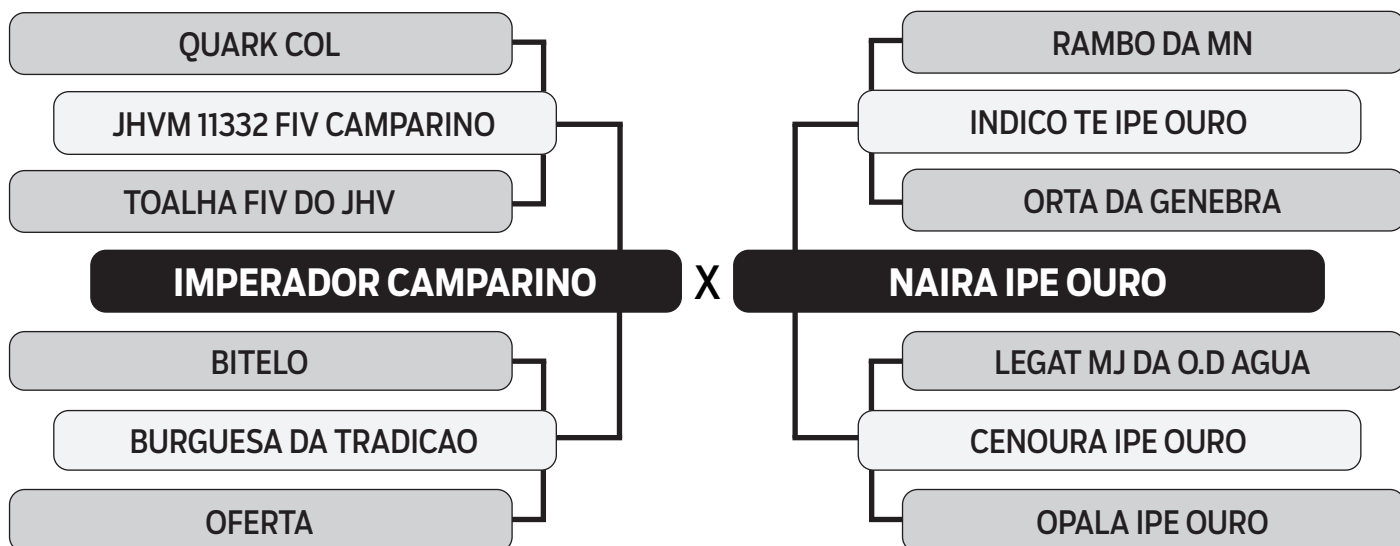 QUARK COL
RAMBO DA MN
JHVM 11332 FIV CAMPARINO
INDICO TE IPE OURO
TOALHA FIV DO JHV
ORTA DA GENEBRA
IMPERADOR CAMPARINO X NAIRA IPE OURO
BITELO
LEGAT MJ DA O.D AGUA
BURGUESA DA TRADICAO
CENOURA IPE OURO
OFERTA
OPALA IPE OURO